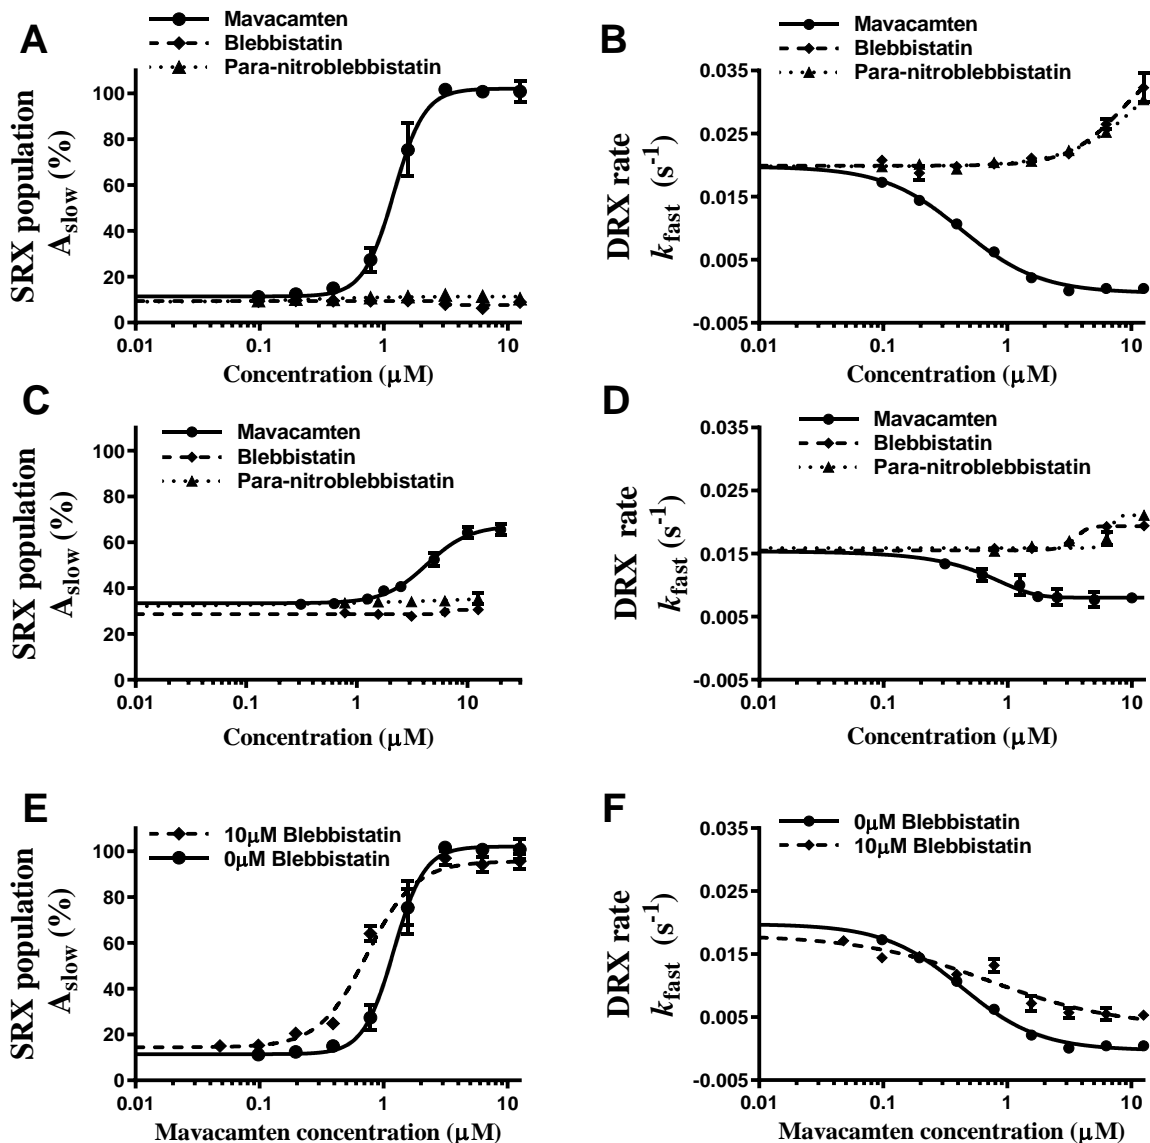 A
Mavacamten
Blebbistatin
Para-nitroblebbistatin
SRX population
A_slow (%)
100
80
60
40
20
0
0.01
0.1
1
10
Concentration (μM)
B
Mavacamten
Blebbistatin
Para-nitroblebbistatin
DRX rate
k_fast (s⁻¹)
0.035
0.025
0.015
0.005
-0.005
0.01
0.1
1
10
Concentration (μM)
C
Mavacamten
Blebbistatin
Para-nitroblebbistatin
SRX population
A_slow (%)
100
80
60
40
20
0
0.01
0.1
1
10
Concentration (μM)
D
Mavacamten
Blebbistatin
Para-nitroblebbistatin
DRX rate
k_fast (s⁻¹)
0.035
0.025
0.015
0.005
-0.005
0.01
0.1
1
10
Concentration (μM)
E
10μM Blebbistatin
0μM Blebbistatin
SRX population
A_slow (%)
100
80
60
40
20
0
0.01
0.1
1
10
Mavacamten concentration (μM)
F
0μM Blebbistatin
10μM Blebbistatin
DRX rate
k_fast (s⁻¹)
0.035
0.025
0.015
0.005
-0.005
0.01
0.1
1
10
Mavacamten concentration (μM)